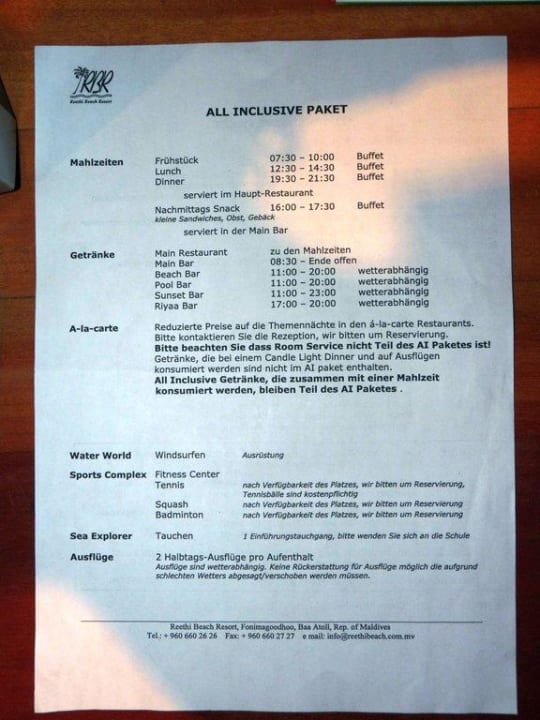 RBR
Reethi Beach Resort
ALL INCLUSIVE PAKET
Mahlzeiten Frühstück 07:30 – 10:00 Buffet
Lunch 12:30 – 14:30 Buffet
Dinner 19:30 – 21:30 Buffet
serviert im Haupt-Restaurant
Nachmittags Snack 16:00 – 17:30 Buffet
kleine Sandwiches, Obst, Gebäck
serviert in der Main Bar
Getränke Main Restaurant zu den Mahlzeiten
Main Bar 08:30 – Ende offen
Beach Bar 11:00 – 20:00 wetterabhängig
Pool Bar 11:00 – 20:00 wetterabhängig
Sunset Bar 11:00 – 23:00 wetterabhängig
Riyaa Bar 17:00 – 20:00 wetterabhängig
A-la-carte Reduzierte Preise auf die Themennächte in den á-la-carte Restaurants.
Bitte kontaktieren Sie die Rezeption, wir bitten um Reservierung.
Bitte beachten Sie dass Room Service nicht Teil des AI Paketes ist!
Getränke, die bei einem Candle Light Dinner und auf Ausflügen
konsumiert werden sind nicht im AI paket enthalten.
All Inclusive Getränke, die zusammen mit einer Mahlzeit
konsumiert werden, bleiben Teil des AI Paketes .
Water World Windsurfen Ausrüstung
Sports Complex Fitness Center
Tennis nach Verfügbarkeit des Platzes, wir bitten um Reservierung,
Tennisbälle sind kostenpflichtig
Squash nach Verfügbarkeit des Platzes, wir bitten um Reservierung
Badminton nach Verfügbarkeit des Platzes, wir bitten um Reservierung
Sea Explorer Tauchen 1 Einführungstauchgang, bitte wenden Sie sich an die Schule
Ausflüge 2 Halbtags-Ausflüge pro Aufenthalt
Ausflüge sind wetterabhängig. Keine Rückerstattung für Ausflüge möglich die aufgrund
schlechten Wetters abgesagt/verschoben werden müssen.
Reethi Beach Resort, Fonimagoodhoo, Baa Atoll, Rep. of Maldives
Tel.: + 960 660 26 26 Fax: + 960 660 27 27 e mail: info@reethibeach.com.mv